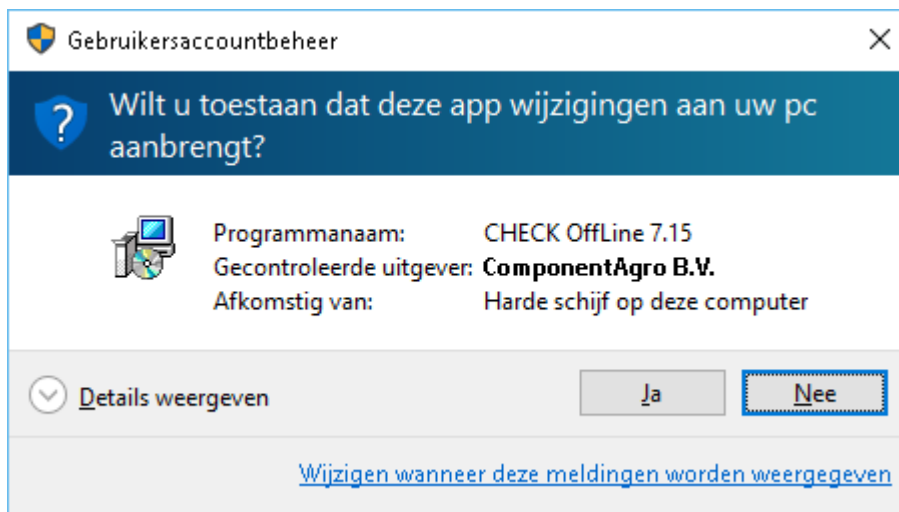 Gebruikersaccountbeheer
Wilt u toestaan dat deze app wijzigingen aan uw pc
aanbrengt?
Programmanaam: CHECK OffLine 7.15
Gecontroleerde uitgever: ComponentAgro B.V.
Afkomstig van: Harde schijf op deze computer
Details weergeven Ja Nee
Wijzigen wanneer deze meldingen worden weergegeven